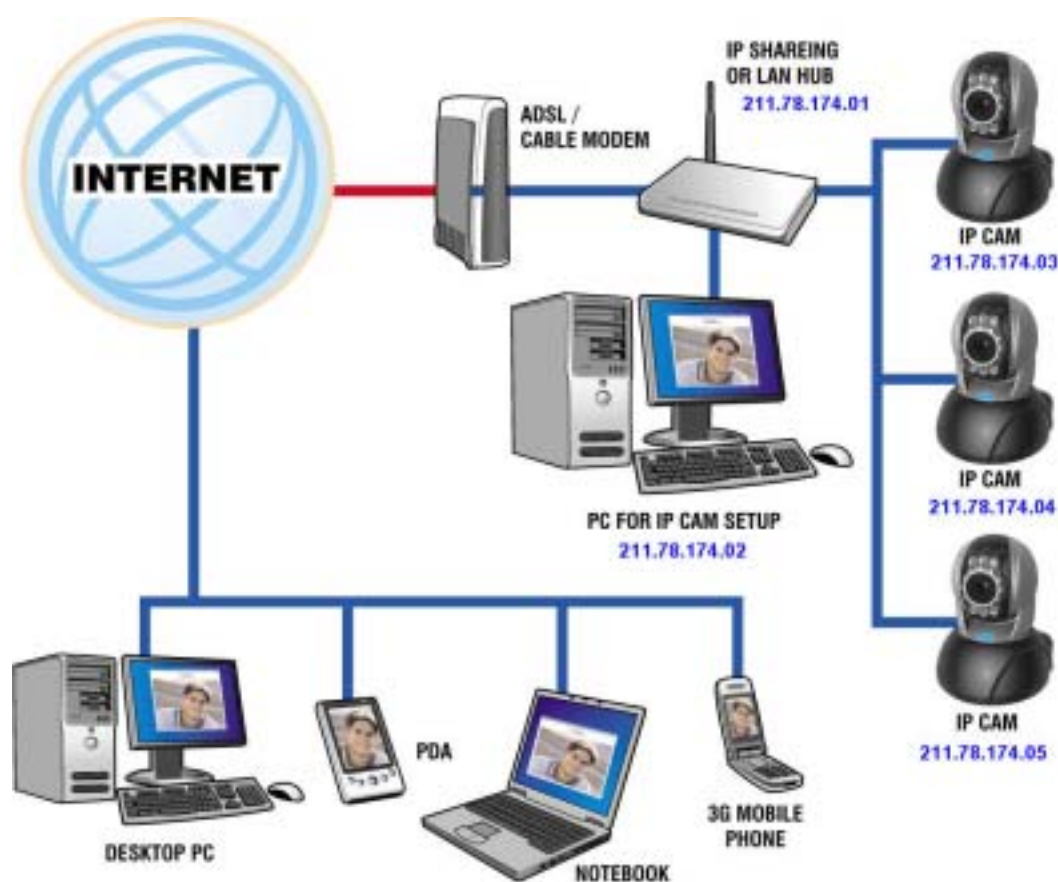 IP SHAREING
OR LAN HUB
211.78.174.01
ADSL /
CABLE MODEM
INTERNET
IP CAM
211.78.174.03
IP CAM
211.78.174.04
PC FOR IP CAM SETUP
211.78.174.02
IP CAM
211.78.174.05
PDA
3G MOBILE
PHONE
DESKTOP PC
NOTEBOOK